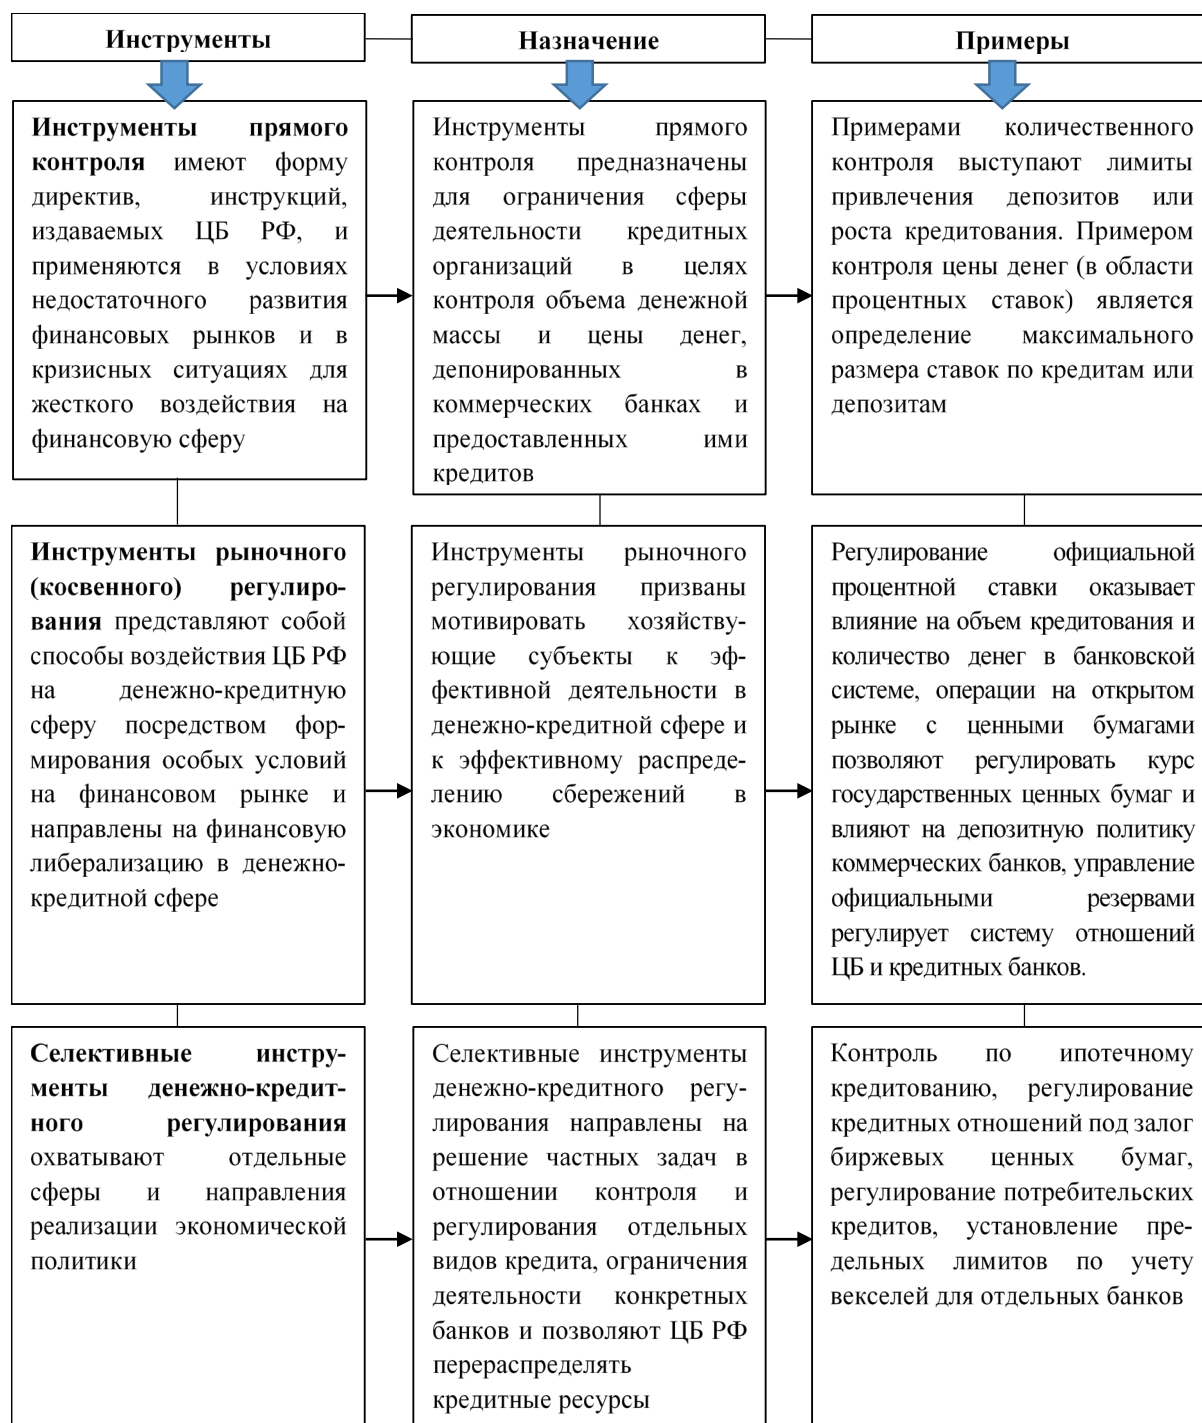 Инструменты
Назначение
Примеры
Инструменты прямого
контроля имеют форму
директив, инструкций,
издаваемых ЦБ РФ, и
применяются в условиях
недостаточного развития
финансовых рынков и в
кризисных ситуациях для
жесткого воздействия на
финансовую сферу
Инструменты прямого
контроля предназначены
для ограничения сферы
деятельности кредитных
организаций в целях
контроля объема денежной
массы и цены денег,
депонированных в
коммерческих банках и
предоставленных ими
кредитов
Примерами количественного
контроля выступают лимиты
привлечения депозитов или
роста кредитования. Примером
контроля цены денег (в области
процентных ставок) является
определение максимального
размера ставок по кредитам или
депозитам
Инструменты рыночного
(косвенного) регулиро-
вания представляют собой
способы воздействия ЦБ РФ
на денежно-кредитную
сферу посредством фор-
мирования особых условий
на финансовом рынке и
направлены на финансовую
либерализацию в денежно-
кредитной сфере
Инструменты рыночного
регулирования призваны
мотивировать хозяйству-
ющие субъекты к эф-
фективной деятельности в
денежно-кредитной сфере и
к эффективному распреде-
лению сбережений в
экономике
Регулирование официальной
процентной ставки оказывает
влияние на объем кредитования и
количество денег в банковской
системе, операции на открытом
рынке с ценными бумагами
позволяют регулировать курс
государственных ценных бумаг и
влияют на депозитную политику
коммерческих банков, управление
официальными резервами
регулирует систему отношений
ЦБ и кредитных банков.
Селективные инстру-
менты денежно-кредит-
ного регулирования
охватывают отдельные
сферы и направления
реализации экономической
политики
Селективные инструменты
денежно-кредитного регу-
лирования направлены на
решение частных задач в
отношении контроля и
регулирования отдельных
видов кредита, ограничения
деятельности конкретных
банков и позволяют ЦБ РФ
перераспределять
кредитные ресурсы
Контроль по ипотечному
кредитованию, регулирование
кредитных отношений под залог
биржевых ценных бумаг,
регулирование потребительских
кредитов, установление пре-
дельных лимитов по учету
векселей для отдельных банков